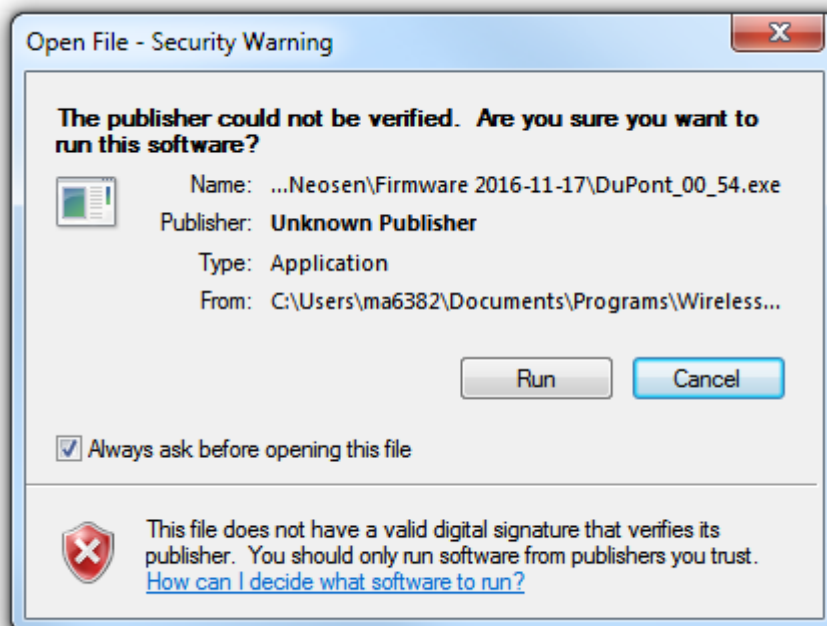 Open File - Security Warning
The publisher could not be verified. Are you sure you want to
run this software?
Name: ...Neosen\Firmware 2016-11-17\DuPont_00_54.exe
Publisher: Unknown Publisher
Type: Application
From: C:\Users\ma6382\Documents\Programs\Wireless...
Run Cancel
Always ask before opening this file
This file does not have a valid digital signature that verifies its
publisher. You should only run software from publishers you trust.
How can I decide what software to run?